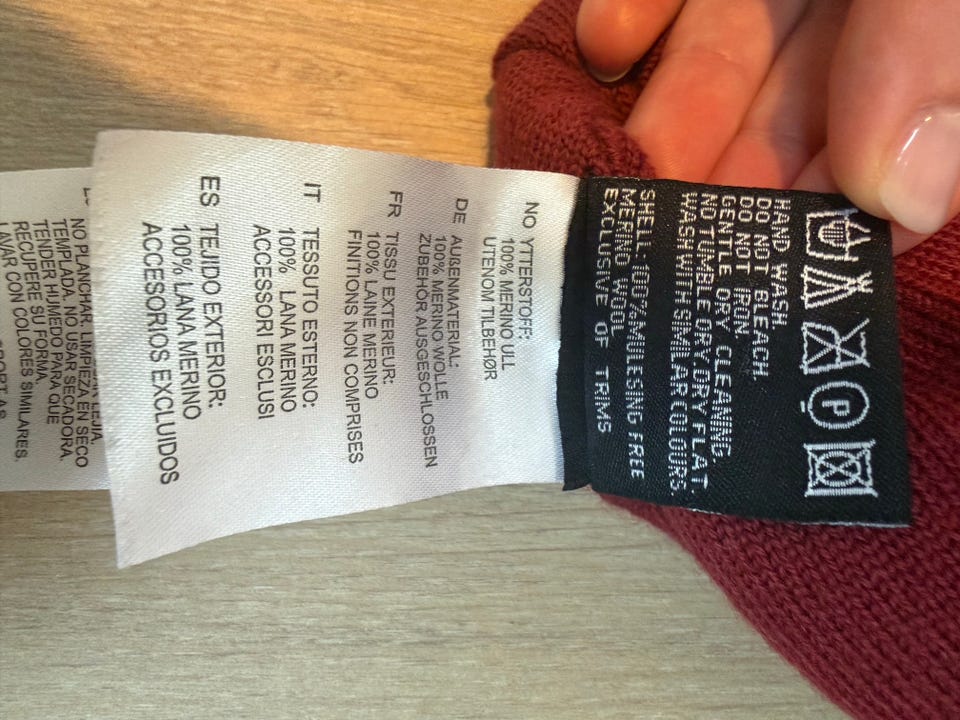 HAND WASH
DO NOT BLEACH.
DO NOT IRON.
GENTLE DRY CLEANING.
NO TUMBLE DRY DRY FLAT.
WASH WITH SIMILAR COLOURS.
SHELL:100%MULESING FREE
MERINO WOOL
EXCLUSIVE OF TRIMS
P
NO YTTERSTOFF:
100% MERINO ULL
UTENOM TILBEHØR
DE AUßENMATERIAL:
100% MERINO WOLLE
ZUBEHÖR AUSGESCHLOSSEN
FR TISSU EXTERIEUR:
100% LAINE MERINO
FINITIONS NON COMPRISES
IT TESSUTO ESTERNO:
100% LANA MERINO
ACCESSORI ESCLUSI
ES TEJIDO EXTERIOR:
100% LANA MERINO
ACCESORIOS EXCLUIDOS
LEJIA.
NO PLANCHAR. LIMPIEZA EN SECO
TEMPLADA. NO USAR SECADORA.
TENDER HUMEDO PARA QUE
RECUPERE SU FORMA.
LAVAR CON COLORES SIMILARES.